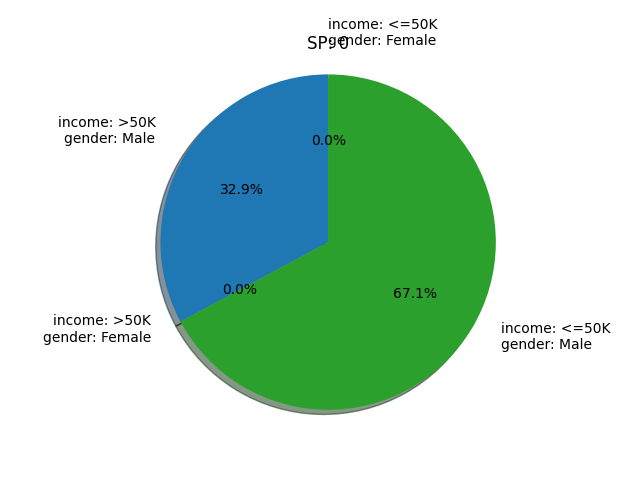 income: <=50K
gender: Female
SP: 0
income: >50K
gender: Male
0.0%
32.9%
0.0%
67.1%
income: >50K
gender: Female
income: <=50K
gender: Male